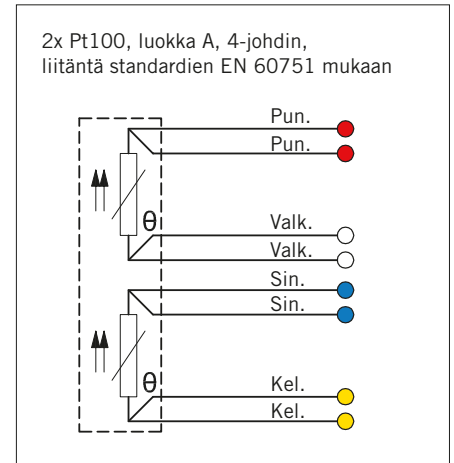 2x Pt100, luokka A, 4-johdin,
liitäntä standardien EN 60751 mukaan
Pun.
Pun.
θ
Valk.
Valk.
Sin.
Sin.
θ
Kel.
Kel.